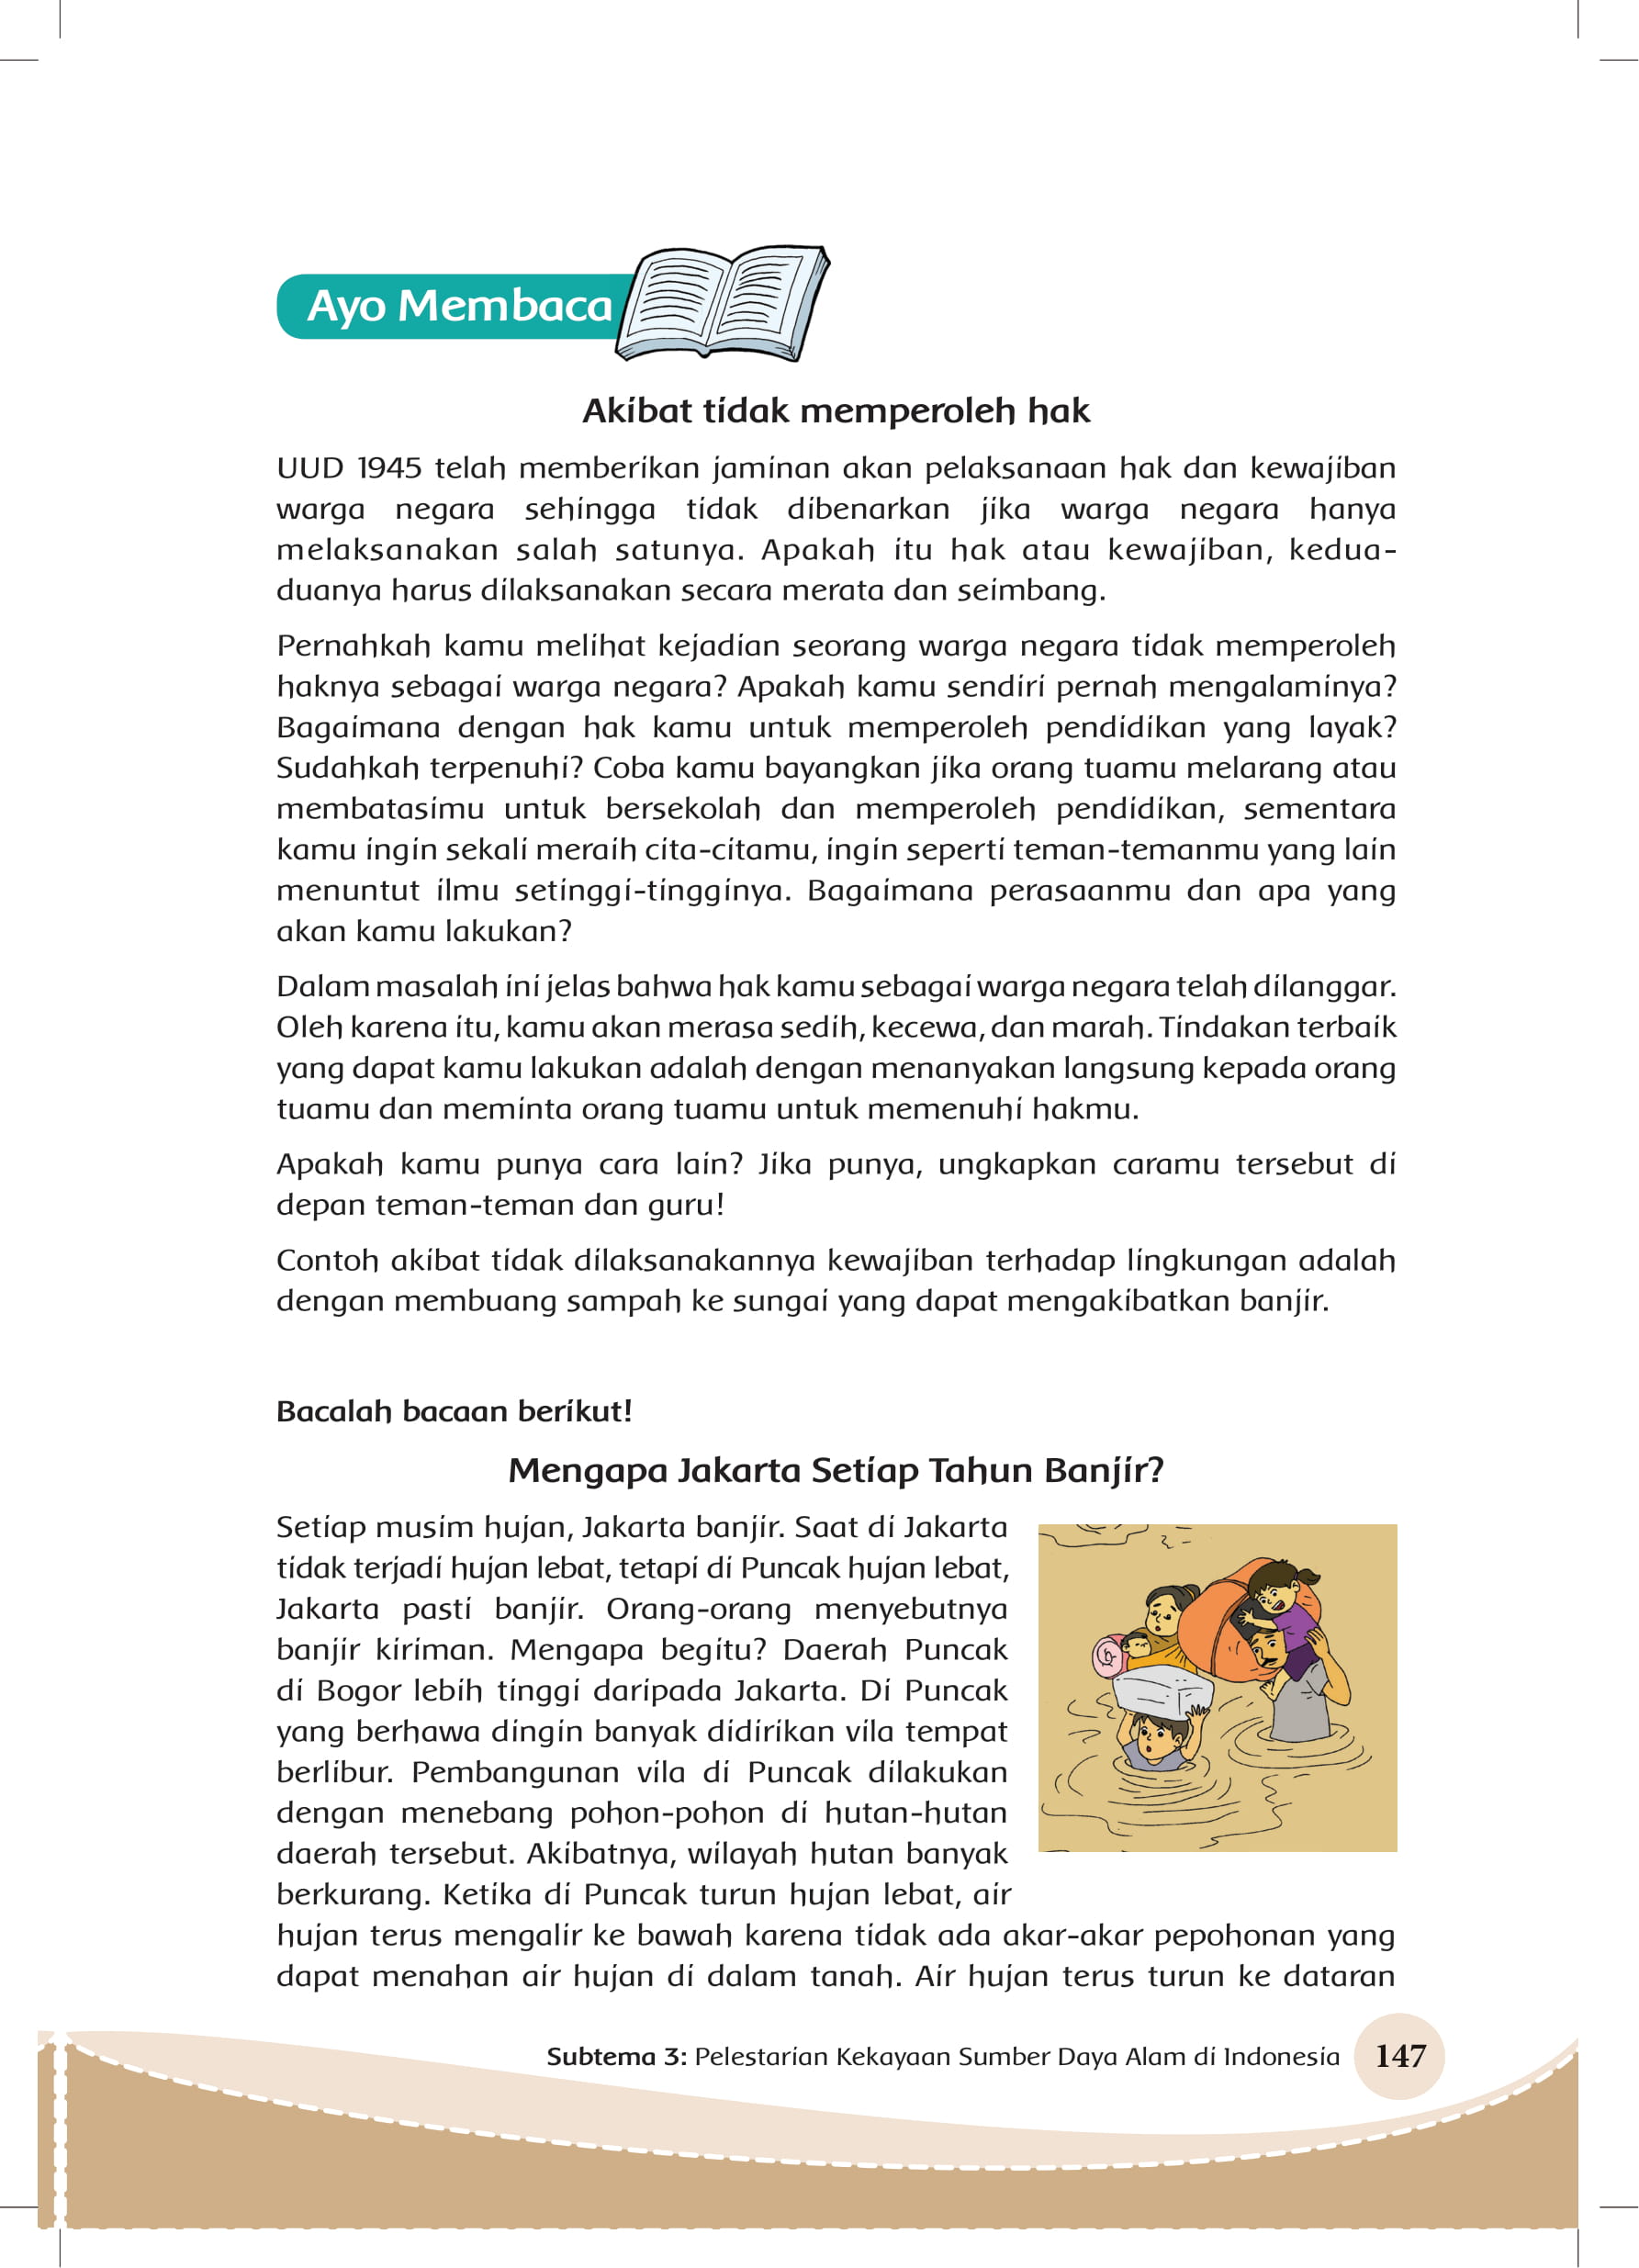 Ayo Membaca
Akibat tidak memperoleh hak
UUD 1945 telah memberikan jaminan akan pelaksanaan hak dan kewajiban
warga negara sehingga tidak dibenarkan jika warga negara hanya
melaksanakan salah satunya. Apakah itu hak atau kewajiban, kedua-
duanya harus dilaksanakan secara merata dan seimbang.
Pernahkah kamu melihat kejadian seorang warga negara tidak memperoleh
haknya sebagai warga negara? Apakah kamu sendiri pernah mengalaminya?
Bagaimana dengan hak kamu untuk memperoleh pendidikan yang layak?
Sudahkah terpenuhi? Coba kamu bayangkan jika orang tuamu melarang atau
membatasimu untuk bersekolah dan memperoleh pendidikan, sementara
kamu ingin sekali meraih cita-citamu, ingin seperti teman-temanmu yang lain
menuntut ilmu setinggi-tingginya. Bagaimana perasaanmu dan apa yang
akan kamu lakukan?
Dalam masalah ini jelas bahwa hak kamu sebagai warga negara telah dilanggar.
Oleh karena itu, kamu akan merasa sedih, kecewa, dan marah. Tindakan terbaik
yang dapat kamu lakukan adalah dengan menanyakan langsung kepada orang
tuamu dan meminta orang tuamu untuk memenuhi hakmu.
Apakah kamu punya cara lain? Jika punya, ungkapkan caramu tersebut di
depan teman-teman dan guru!
Contoh akibat tidak dilaksanakannya kewajiban terhadap lingkungan adalah
dengan membuang sampah ke sungai yang dapat mengakibatkan banjir.
Bacalah bacaan berikut!
Mengapa Jakarta Setiap Tahun Banjir?
Setiap musim hujan, Jakarta banjir. Saat di Jakarta
tidak terjadi hujan lebat, tetapi di Puncak hujan lebat,
Jakarta pasti banjir. Orang-orang menyebutnya
banjir kiriman. Mengapa begitu? Daerah Puncak
di Bogor lebih tinggi daripada Jakarta. Di Puncak
yang berhawa dingin banyak didirikan vila tempat
berlibur. Pembangunan vila di Puncak dilakukan
dengan menebang pohon-pohon di hutan-hutan
daerah tersebut. Akibatnya, wilayah hutan banyak
berkurang. Ketika di Puncak turun hujan lebat, air
hujan terus mengalir ke bawah karena tidak ada akar-akar pepohonan yang
dapat menahan air hujan di dalam tanah. Air hujan terus turun ke dataran
Subtema 3: Pelestarian Kekayaan Sumber Daya Alam di Indonesia 147